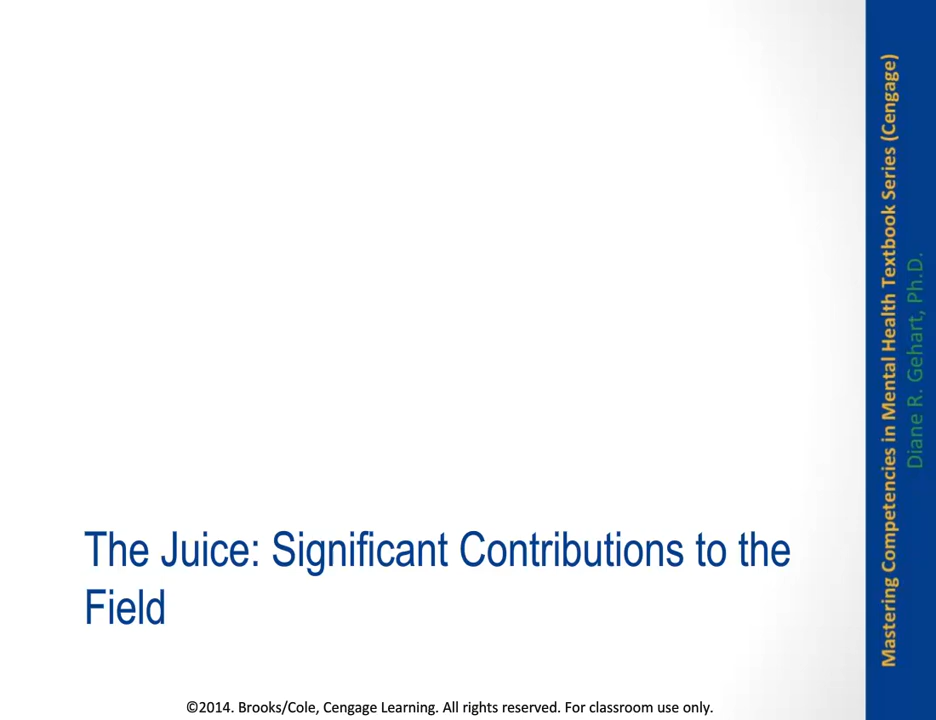 The Juice: Significant Contributions to the
Field
©2014. Brooks/Cole, Cengage Learning. All rights reserved. For classroom use only.
Mastering Competencies in Mental Health Textbook Series (Cengage)
Diane R. Gehart, Ph.D.